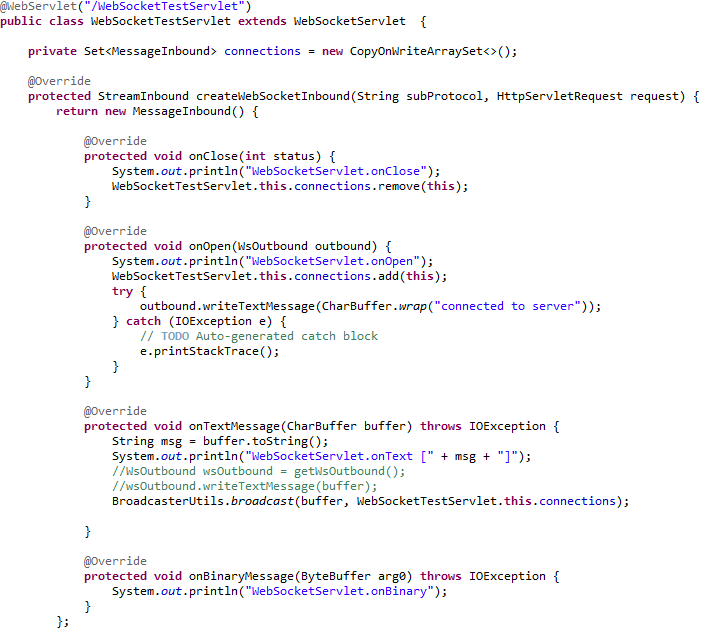 @WebServlet("/WebSocketTestServlet")
public class WebSocketTestServlet extends WebSocketServlet  {
private Set<MessageInbound> connections = new CopyOnWriteArraySet<>();
@Override
protected StreamInbound createWebSocketInbound(String subProtocol, HttpServletRequest request) {
return new MessageInbound() {
@Override
protected void onClose(int status) {
System.out.println("WebSocketServlet.onClose");
WebSocketTestServlet.this.connections.remove(this);
}
@Override
protected void onOpen(WsOutbound outbound) {
System.out.println("WebSocketServlet.onOpen");
WebSocketTestServlet.this.connections.add(this);
try {
outbound.writeTextMessage(CharBuffer.wrap("connected to server"));
} catch (IOException e) {
// TODO Auto-generated catch block
e.printStackTrace();
}
}
@Override
protected void onTextMessage(CharBuffer buffer) throws IOException {
String msg = buffer.toString();
System.out.println("WebSocketServlet.onText [" + msg + "]");
//WsOutbound wsOutbound = getWsOutbound();
//wsOutbound.writeTextMessage(buffer);
BroadcasterUtils.broadcast(buffer, WebSocketTestServlet.this.connections);
}
@Override
protected void onBinaryMessage(ByteBuffer arg0) throws IOException {
System.out.println("WebSocketServlet.onBinary");
}
};